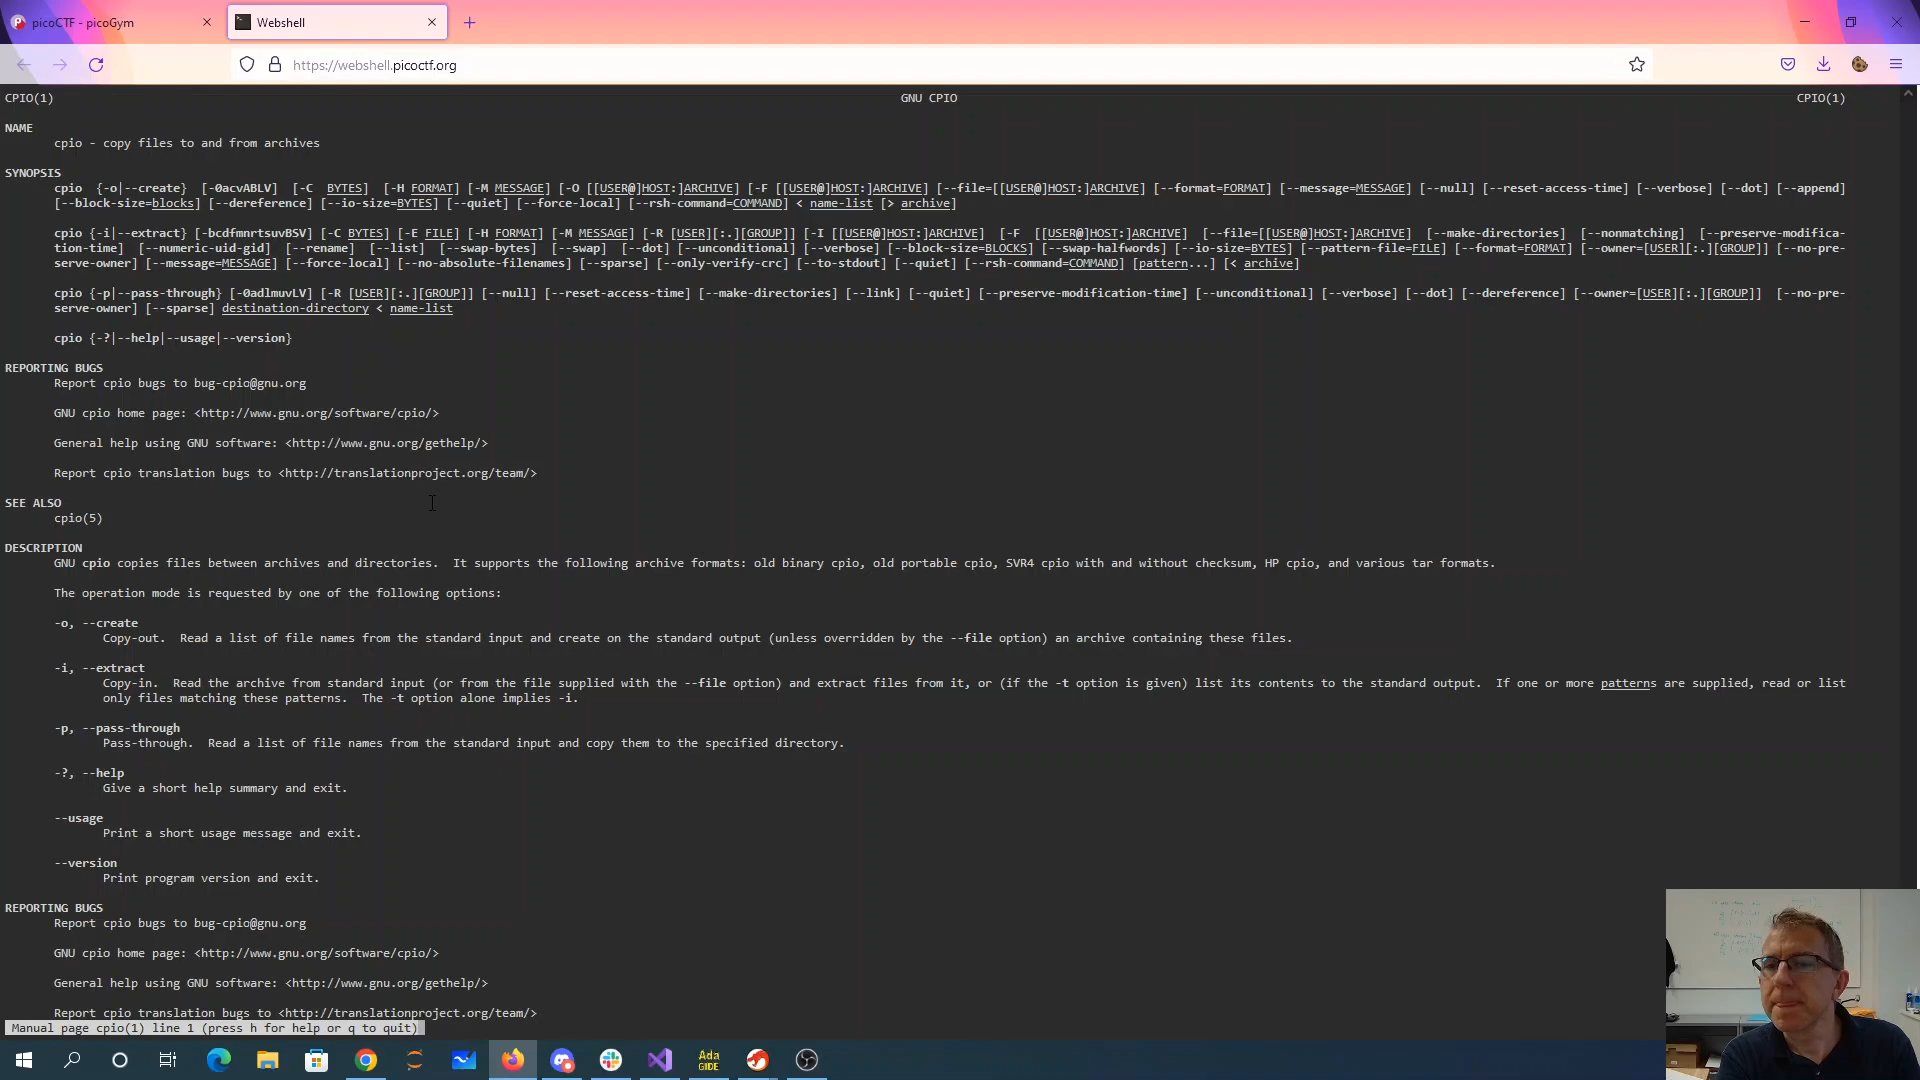 picoCTF - picoGym
Webshell
https://webshell.picoctf.org
CPIO(1) GNU CPIO CPIO(1)
NAME
cpio - copy files to and from archives
SYNOPSIS
cpio {-o|--create} [-0acvABLV] [-C BYTES] [-H FORMAT] [-M MESSAGE] [-O [[USER@]HOST:]ARCHIVE] [-F [[USER@]HOST:]ARCHIVE] [--file=[[USER@]HOST:]ARCHIVE] [--format=FORMAT] [--message=MESSAGE] [--null] [--reset-access-time] [--verbose] [--dot] [--append]
[--block-size=blocks] [--dereference] [--io-size=BYTES] [--quiet] [--force-local] [--rsh-command=COMMAND] < name-list [> archive]
cpio {-i|--extract} [-bcdfmnrtsuvBSV] [-C BYTES] [-E FILE] [-H FORMAT] [-M MESSAGE] [-R [USER][:.][GROUP]] [-I [[USER@]HOST:]ARCHIVE] [-F [[USER@]HOST:]ARCHIVE] [--file=[[USER@]HOST:]ARCHIVE] [--make-directories] [--nonmatching] [--preserve-modifica-
tion-time] [--numeric-uid-gid] [--rename] [--list] [--swap-bytes] [--swap] [--dot] [--unconditional] [--verbose] [--block-size=BLOCKS] [--swap-halfwords] [--io-size=BYTES] [--pattern-file=FILE] [--format=FORMAT] [--owner=[USER][:.][GROUP]] [--no-pre-
serve-owner] [--message=MESSAGE] [--force-local] [--no-absolute-filenames] [--sparse] [--only-verify-crc] [--to-stdout] [--quiet] [--rsh-command=COMMAND] [pattern...] [< archive]
cpio {-p|--pass-through} [-0adlmuvLV] [-R [USER][:.][GROUP]] [--null] [--reset-access-time] [--make-directories] [--link] [--quiet] [--preserve-modification-time] [--unconditional] [--verbose] [--dot] [--dereference] [--owner=[USER][:.][GROUP]] [--no-pre-
serve-owner] [--sparse] destination-directory < name-list
cpio {-?|--help|--usage|--version}
REPORTING BUGS
Report cpio bugs to bug-cpio@gnu.org
GNU cpio home page: <http://www.gnu.org/software/cpio/>
General help using GNU software: <http://www.gnu.org/gethelp/>
Report cpio translation bugs to <http://translationproject.org/team/>
SEE ALSO
cpio(5)
DESCRIPTION
GNU cpio copies files between archives and directories. It supports the following archive formats: old binary cpio, old portable cpio, SVR4 cpio with and without checksum, HP cpio, and various tar formats.
The operation mode is requested by one of the following options:
-o, --create
Copy-out. Read a list of file names from the standard input and create on the standard output (unless overridden by the --file option) an archive containing these files.
-i, --extract
Copy-in. Read the archive from standard input (or from the file supplied with the --file option) and extract files from it, or (if the -t option is given) list its contents to the standard output. If one or more patterns are supplied, read or list
only files matching these patterns. The -t option alone implies -i.
-p, --pass-through
Pass-through. Read a list of file names from the standard input and copy them to the specified directory.
-?, --help
Give a short help summary and exit.
--usage
Print a short usage message and exit.
--version
Print program version and exit.
REPORTING BUGS
Report cpio bugs to bug-cpio@gnu.org
GNU cpio home page: <http://www.gnu.org/software/cpio/>
General help using GNU software: <http://www.gnu.org/gethelp/>
Report cpio translation bugs to <http://translationproject.org/team/>
Manual page cpio(1) line 1 (press h for help or q to quit)
Ada
GIDE